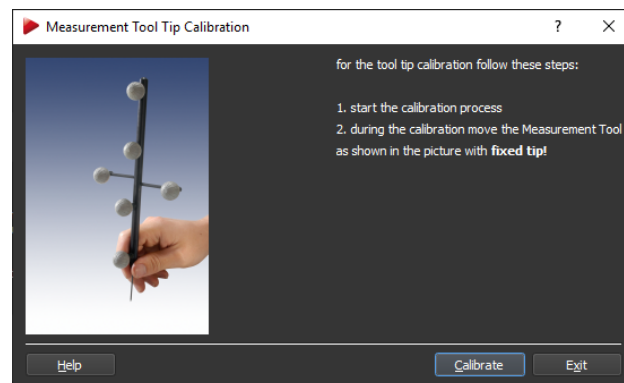 Measurement Tool Tip Calibration
?
for the tool tip calibration follow these steps:
1. start the calibration process
2. during the calibration move the Measurement Tool
as shown in the picture with fixed tip!
Help
Calibrate
Exit